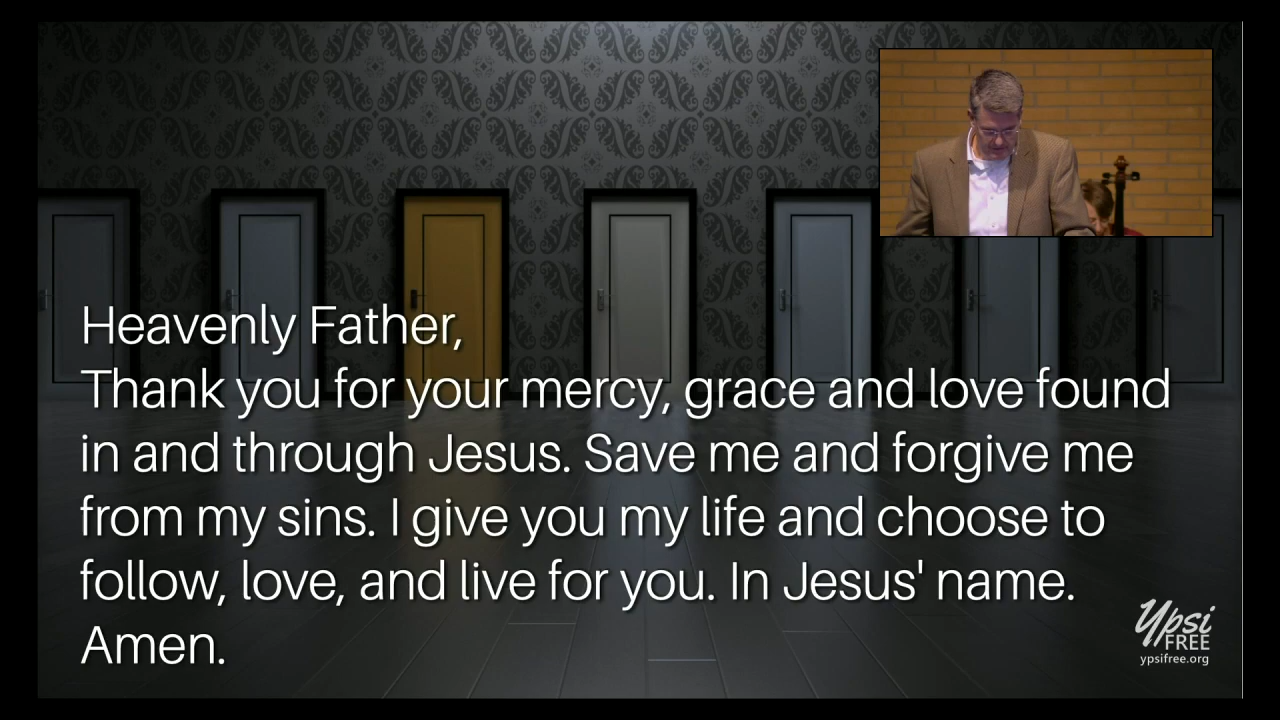 Heavenly Father,
Thank you for your mercy, grace and love found
in and through Jesus. Save me and forgive me
from my sins. I give you my life and choose to
follow, love, and live for you. In Jesus' name.
Amen.
Ypsi
FREE
ypsifree.org